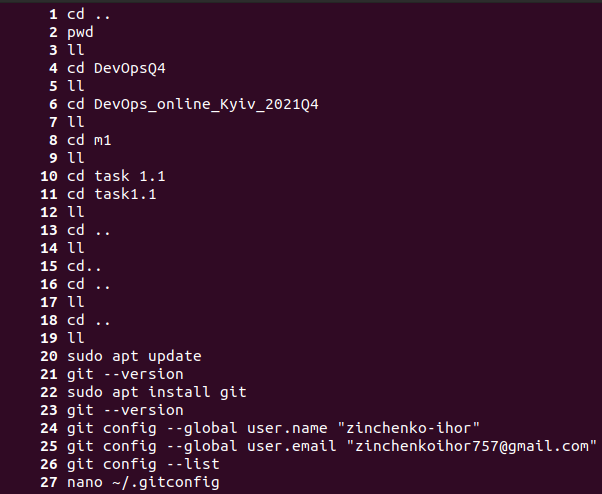 1 cd ..
2 pwd
3 ll
4 cd DevOpsQ4
5 ll
6 cd DevOps_online_Kyiv_2021Q4
7 ll
8 cd m1
9 ll
10 cd task 1.1
11 cd task1.1
12 ll
13 cd ..
14 ll
15 cd..
16 cd ..
17 ll
18 cd ..
19 ll
20 sudo apt update
21 git --version
22 sudo apt install git
23 git --version
24 git config --global user.name "zinchenko-ihor"
25 git config --global user.email "zinchenkoihor757@gmail.com"
26 git config --list
27 nano ~/.gitconfig